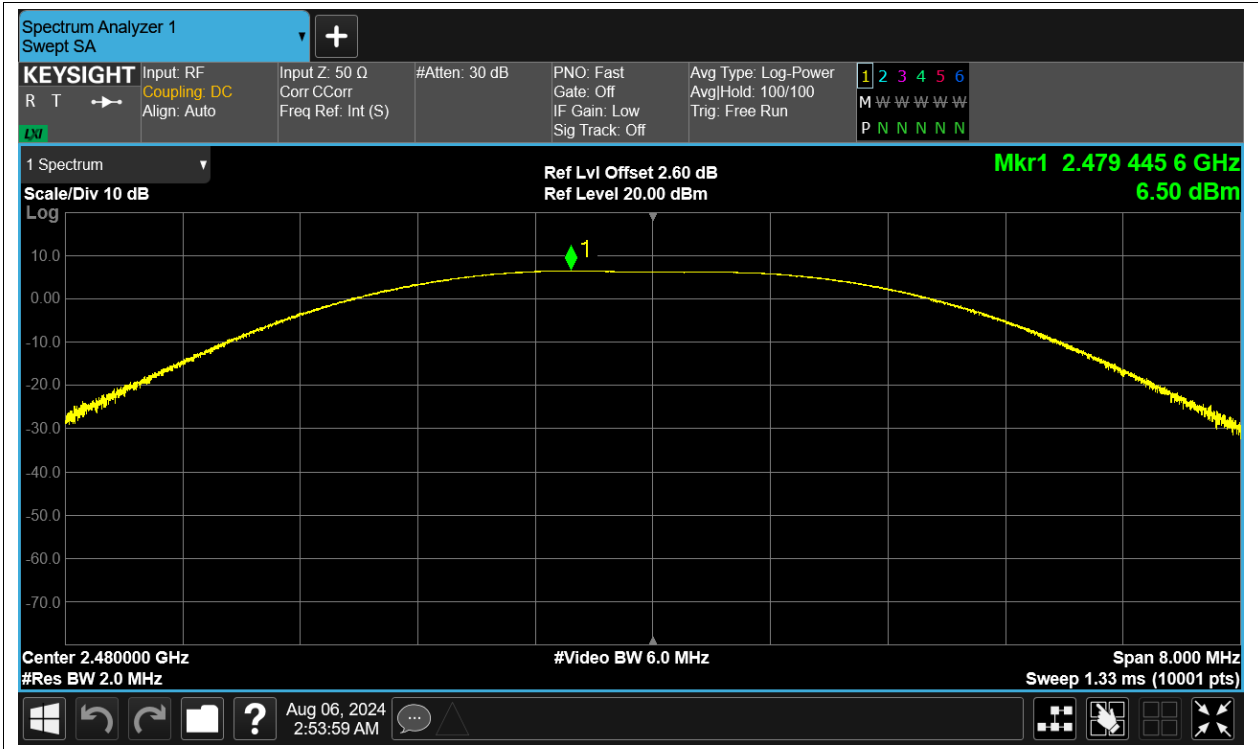 Spectrum Analyzer 1
Swept SA
KEYSIGHT
R T
LXI
Input: RF
Coupling: DC
Align: Auto
Input Z: 50 Ω
Corr CCorr
Freq Ref: Int (S)
#Atten: 30 dB
PNO: Fast
Gate: Off
IF Gain: Low
Sig Track: Off
Avg Type: Log-Power
Avg|Hold: 100/100
Trig: Free Run
1 2 3 4 5 6
M W W W W W
P N N N N N
1 Spectrum
Scale/Div 10 dB
Log
Ref Lvl Offset 2.60 dB
Ref Level 20.00 dBm
Mkr1 2.479 445 6 GHz
6.50 dBm
1
10.0
0.00
-10.0
-20.0
-30.0
-40.0
-50.0
-60.0
-70.0
Center 2.480000 GHz
#Video BW 6.0 MHz
Span 8.000 MHz
#Res BW 2.0 MHz
Sweep 1.33 ms (10001 pts)
?
Aug 06, 2024
2:53:59 AM